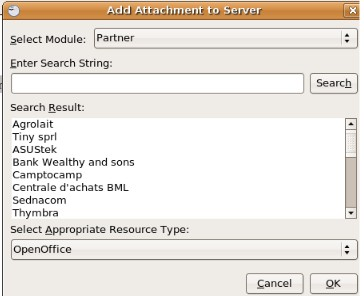 Add Attachment to Server
Select Module: Partner
Enter Search String:
Search
Search Result:
Agrolait
Tiny sprl
ASUStek
Bank Wealthy and sons
Camptocamp
Centrale d'achats BML
Sednacom
Thymbra
Select Appropriate Resource Type:
OpenOffice
Cancel OK